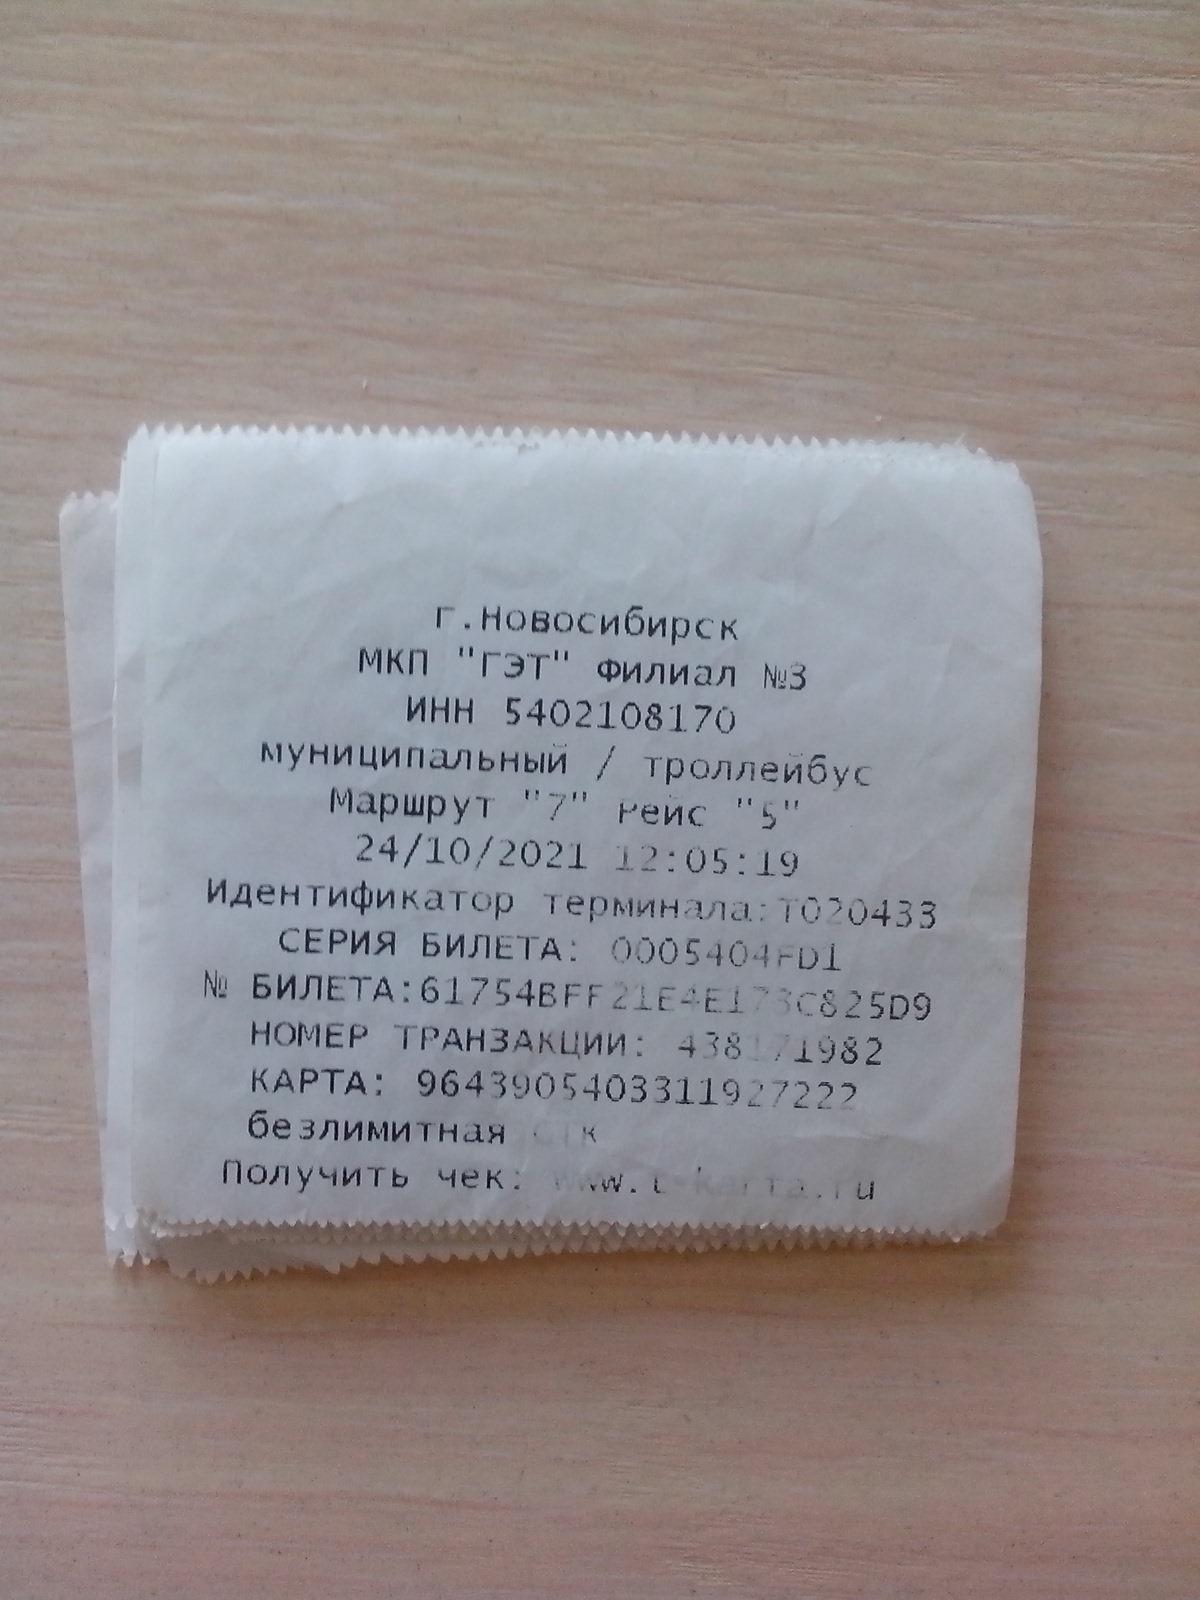 г.Новосибирск
МКП "ГЭТ" Филиал №3
ИНН 5402108170
муниципальный / троллейбус
Маршрут "7" Рейс "5"
24/10/2021 12:05:19
Идентификатор терминала:T020433
СЕРИЯ БИЛЕТА: 0005404FD1
№ БИЛЕТА:61754BFF21E4E173C825D9
НОМЕР ТРАНЗАКЦИИ: 438171982
КАРТА: 9643905403311927222
безлимитная
Получить чек: www.t-karta.ru